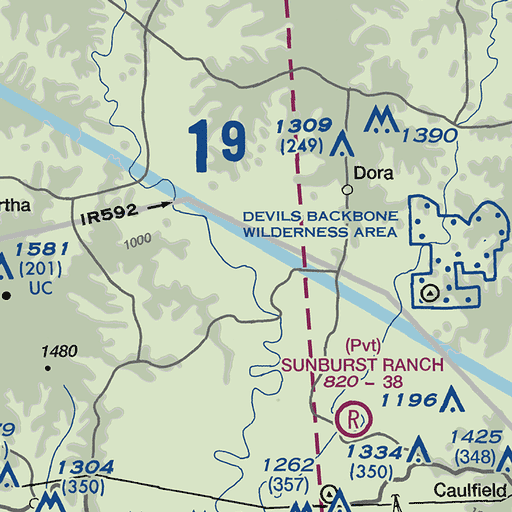 19
1309
(249)
1390
Dora
rtha
IR592
1000
DEVILS BACKBONE
WILDERNESS AREA
1581
(201)
UC
1480
(Pvt)
SUNBURST RANCH
820 - 38
R
1196
1304
(350)
1262
(357)
1334
(350)
1425
(348)
Caulfield